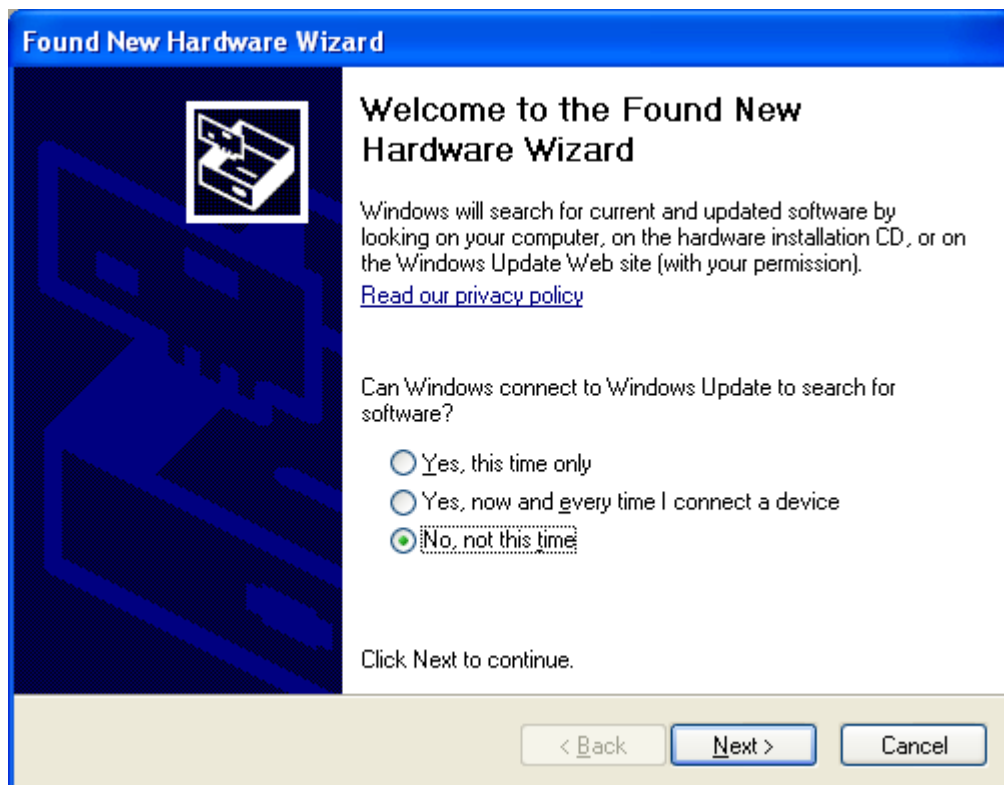 Found New Hardware Wizard
Welcome to the Found New
Hardware Wizard
Windows will search for current and updated software by
looking on your computer, on the hardware installation CD, or on
the Windows Update Web site (with your permission).
Read our privacy policy
Can Windows connect to Windows Update to search for
software?
Yes, this time only
Yes, now and every time I connect a device
No, not this time
Click Next to continue.
< Back
Next >
Cancel